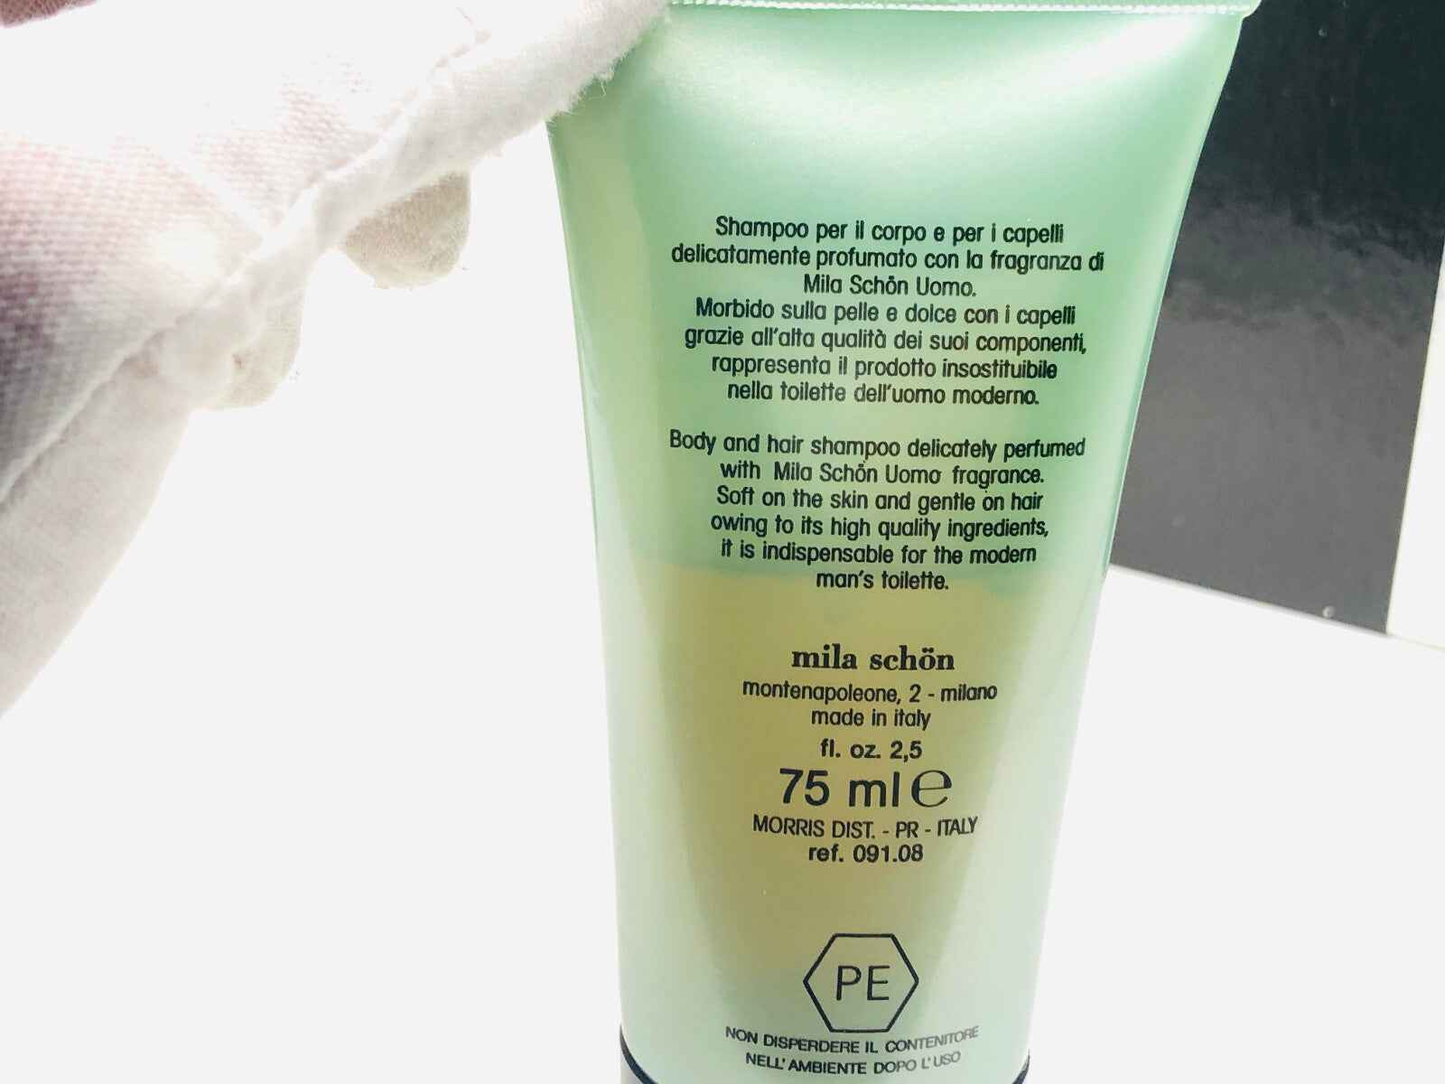 Shampoo per il corpo e per i capelli
delicatamente profumato con la fragranza di
Mila Schön Uomo.
Morbido sulla pelle e dolce con i capelli
grazie all'alta qualità dei suoi componenti,
rappresenta il prodotto insostituibile
nella toilette dell'uomo moderno.
Body and hair shampoo delicately perfumed
with Mila Schön Uomo fragrance.
Soft on the skin and gentle on hair
owing to its high quality ingredients,
it is indispensable for the modern
man's toilette.
mila schön
montenapoleone, 2 - milano
made in italy
fl. oz. 2,5
75 ml ℮
MORRIS DIST. - PR - ITALY
ref. 091.08
PE
NON DISPERDERE IL CONTENITORE
NELL'AMBIENTE DOPO L'USO